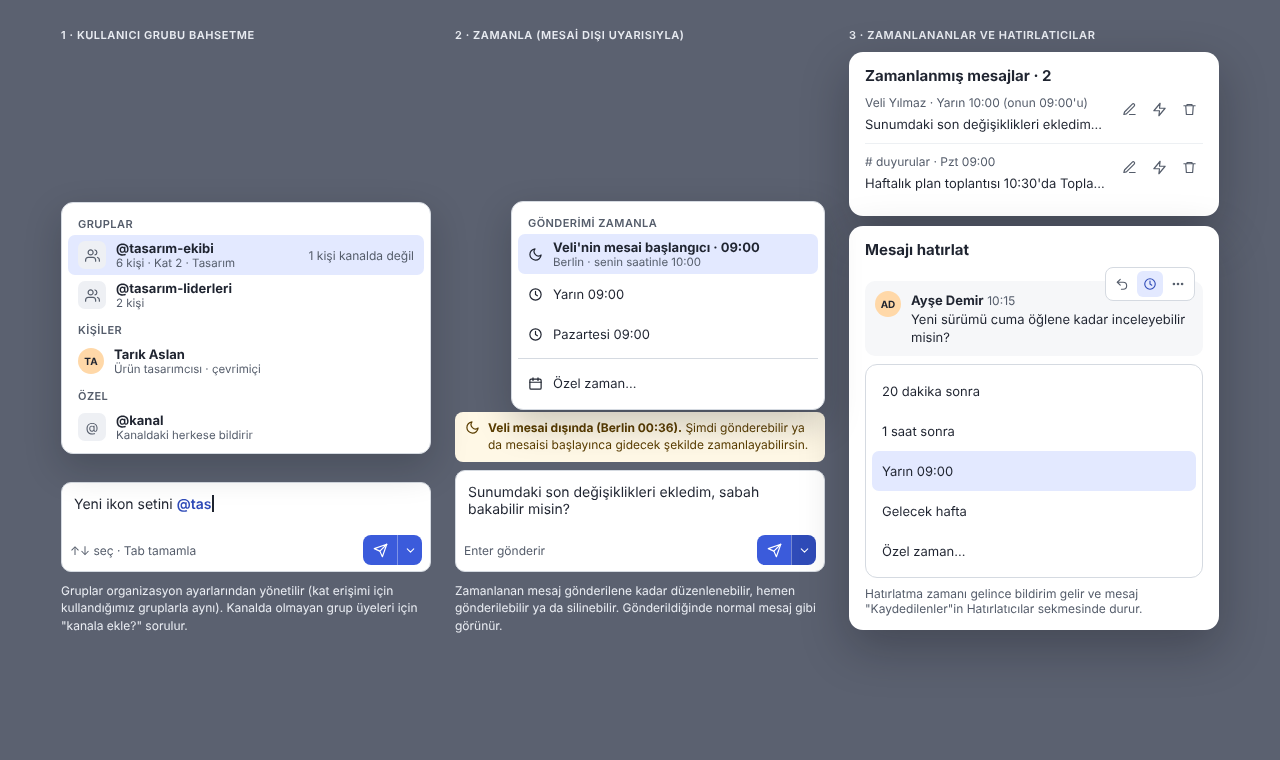 1 · KULLANICI GRUBU BAHSETME
GRUPLAR
@tasarım-ekibi
6 kişi · Kat 2 · Tasarım
1 kişi kanalda değil
@tasarım-liderleri
2 kişi
KİŞİLER
TA
Tarık Aslan
Ürün tasarımcısı · çevrimiçi
ÖZEL
@
@kanal
Kanaldaki herkese bildirir
Yeni ikon setini @tas
↑↓ seç · Tab tamamla
Gruplar organizasyon ayarlarından yönetilir (kat erişimi için
kullandığımız gruplarla aynı). Kanalda olmayan grup üyeleri için
"kanala ekle?" sorulur.
2 · ZAMANLA (MESAİ DIŞI UYARISIYLA)
GÖNDERİMİ ZAMANLA
Veli'nin mesai başlangıcı · 09:00
Berlin · senin saatinle 10:00
Yarın 09:00
Pazartesi 09:00
Özel zaman…
Veli mesai dışında (Berlin 00:36). Şimdi gönderebilir ya
da mesaisi başlayınca gidecek şekilde zamanlayabilirsin.
Sunumdaki son değişiklikleri ekledim, sabah
bakabilir misin?
Enter gönderir
Zamanlanan mesaj gönderilene kadar düzenlenebilir, hemen
gönderilebilir ya da silinebilir. Gönderildiğinde normal mesaj gibi
görünür.
3 · ZAMANLANANLAR VE HATIRLATICILAR
Zamanlanmış mesajlar · 2
Veli Yılmaz · Yarın 10:00 (onun 09:00'u)
Sunumdaki son değişiklikleri ekledim…
# duyurular · Pzt 09:00
Haftalık plan toplantısı 10:30'da Topla…
Mesajı hatırlat
AD
Ayşe Demir 10:15
Yeni sürümü cuma öğlene kadar inceleyebilir
misin?
20 dakika sonra
1 saat sonra
Yarın 09:00
Gelecek hafta
Özel zaman…
Hatırlatma zamanı gelince bildirim gelir ve mesaj
"Kaydedilenler"in Hatırlatıcılar sekmesinde durur.